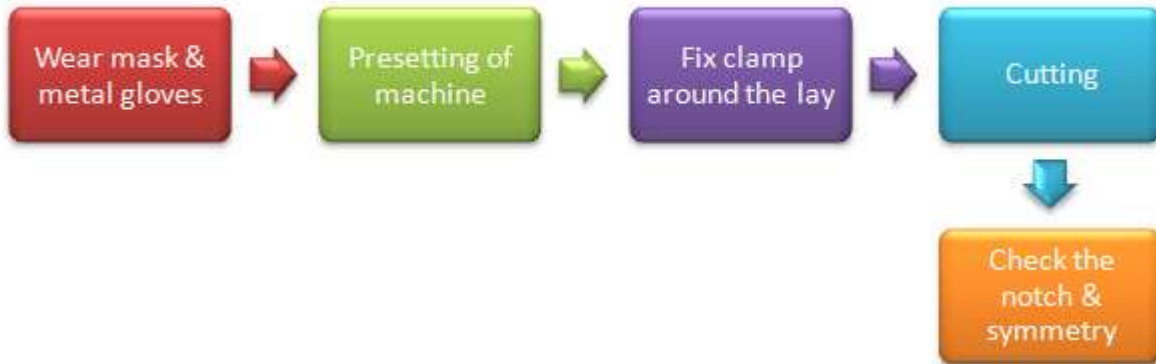 Wear mask &
metal gloves
Presetting of
machine
Fix clamp
around the lay
Cutting
Check the
notch &
symmetry